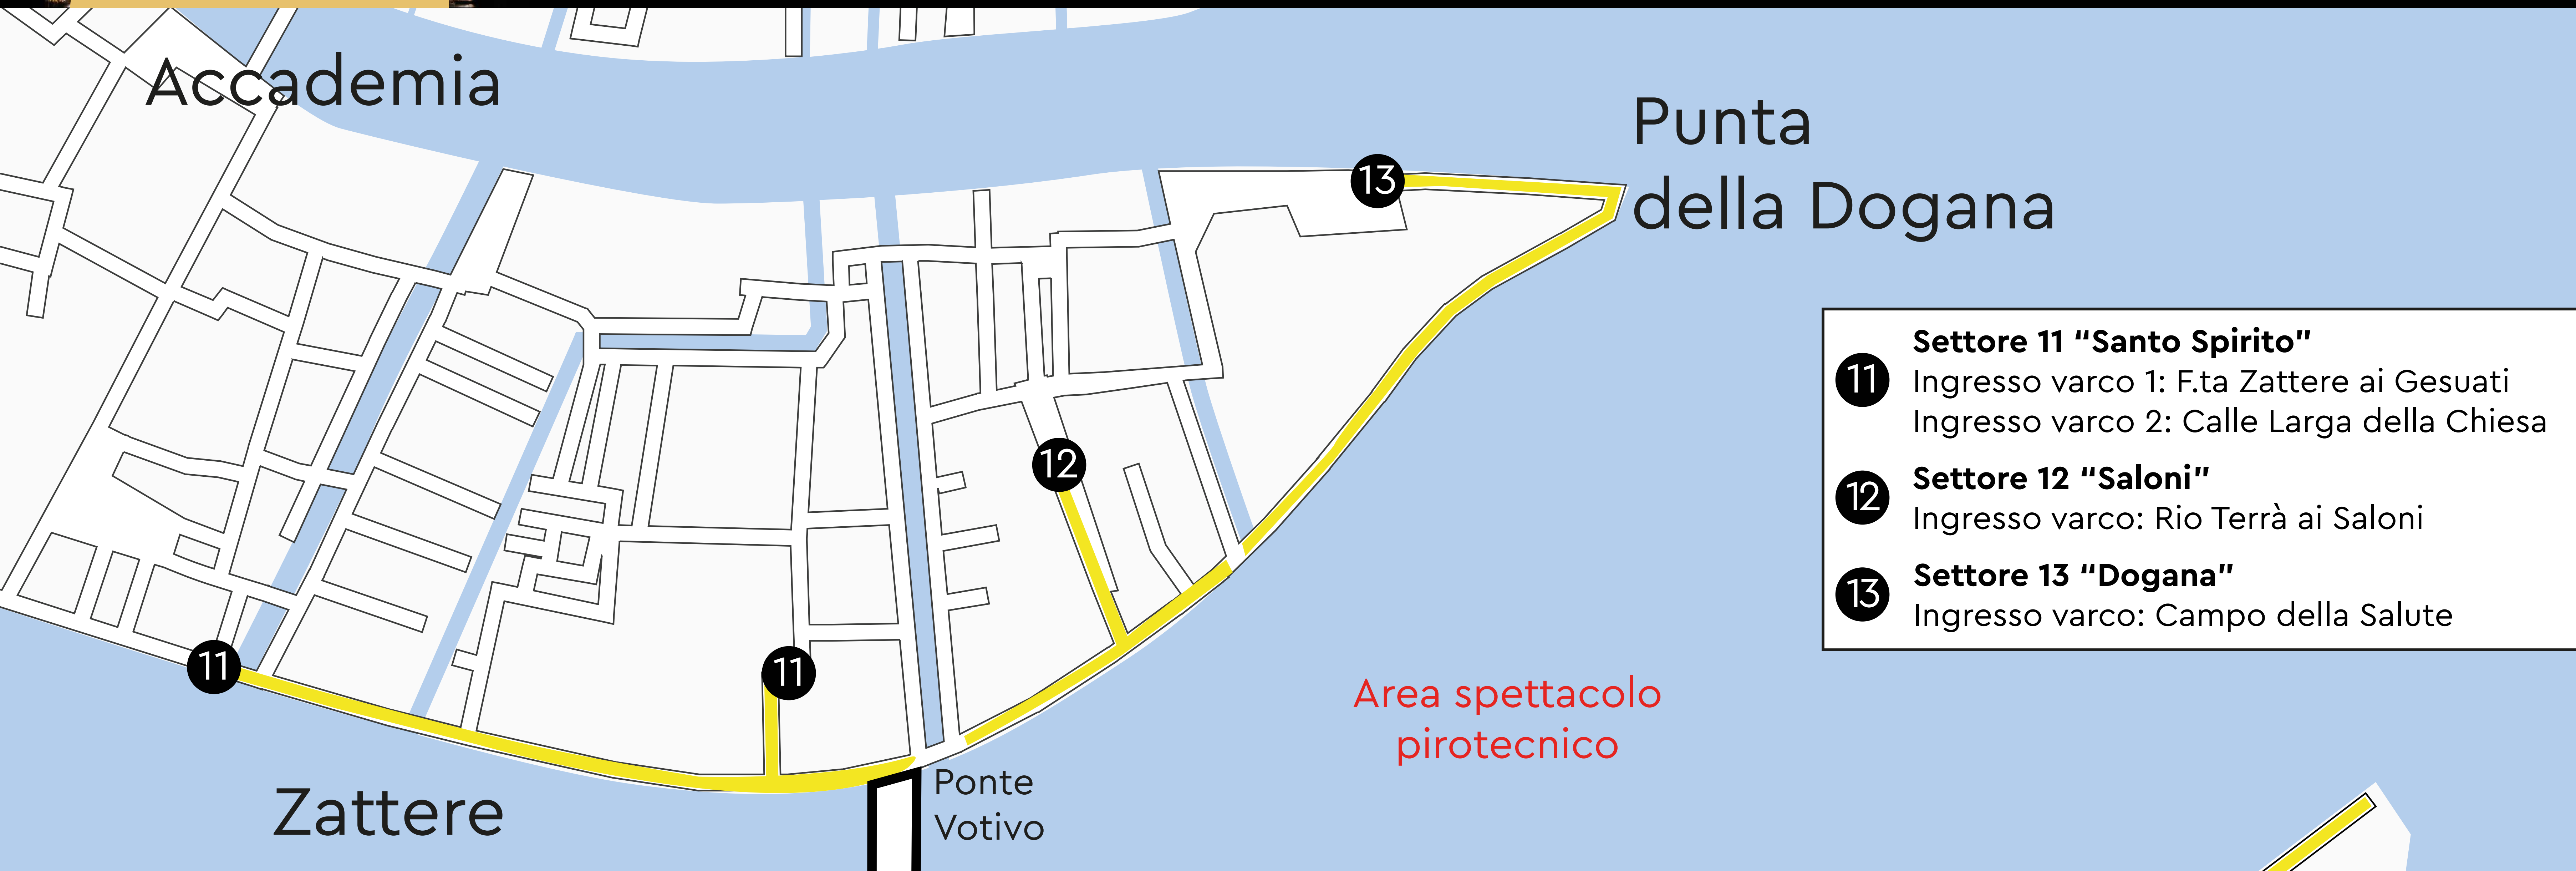 Accademia
Punta
della Dogana
13
12
11
11
Zattere
Ponte
Votivo
Area spettacolo
pirotecnico
11
Settore 11 “Santo Spirito”
Ingresso varco 1: F.ta Zattere ai Gesuati
Ingresso varco 2: Calle Larga della Chiesa
12
Settore 12 “Saloni”
Ingresso varco: Rio Terrà ai Saloni
13
Settore 13 “Dogana”
Ingresso varco: Campo della Salute